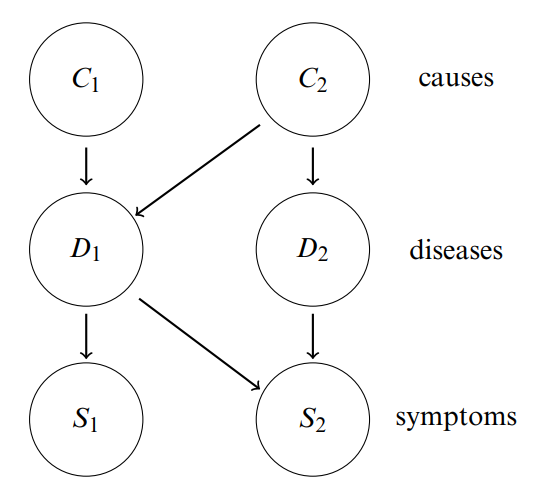 C1 C2 causes
D1 D2 diseases
S1 S2 symptoms